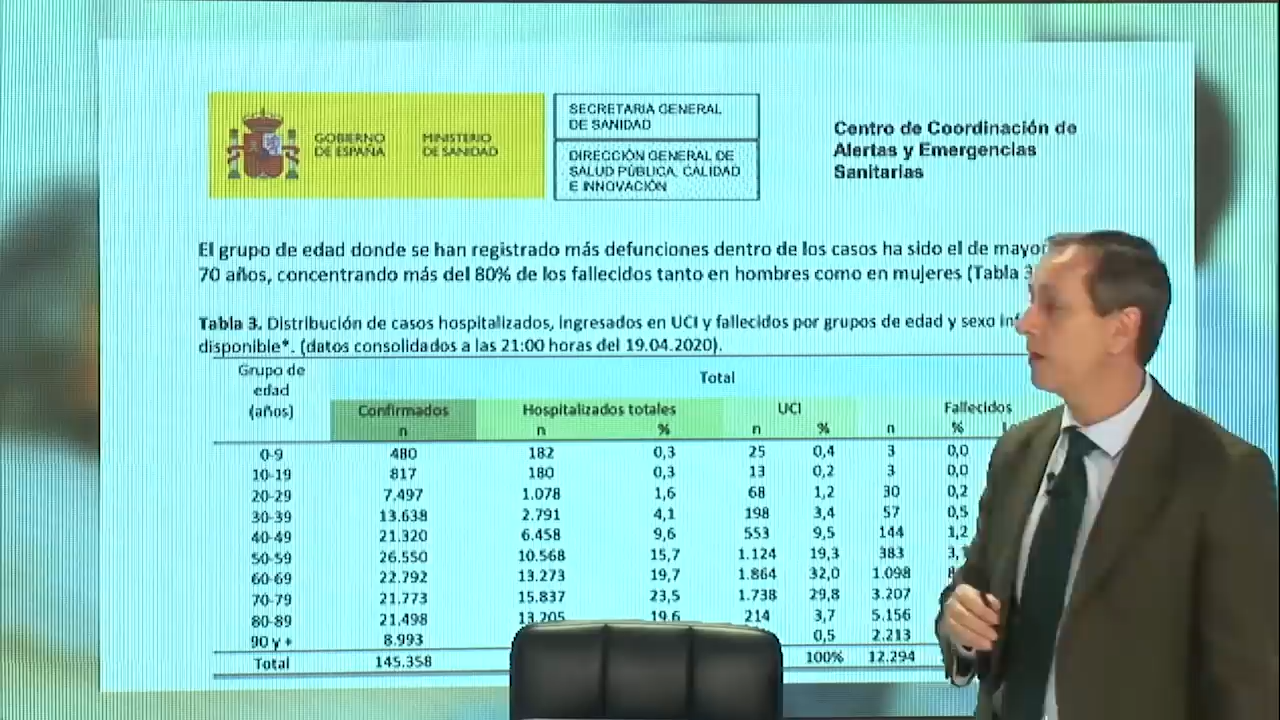 GOBIERNO DE ESPAÑA
MINISTERIO DE SANIDAD
SECRETARIA GENERAL
DE SANIDAD
DIRECCIÓN GENERAL DE
SALUD PÚBLICA, CALIDAD
E INNOVACIÓN
Centro de Coordinación de
Alertas y Emergencias
Sanitarias
El grupo de edad donde se han registrado más defunciones dentro de los casos ha sido el de
70 años, concentrando más del 80% de los fallecidos tanto en hombres como en mujeres (Tabla
Tabla 3. Distribución de casos hospitalizados, ingresados en UCI y fallecidos por grupos de edad y sexo
disponible*. (datos consolidados a las 21:00 horas del 19.04.2020).
Grupo de edad (años) Total
Confirmados Hospitalizados totales UCI Fallecidos
n n % n % n %
0-9 480 182 0,3 25 0,4 3 0,0
10-19 817 180 0,3 13 0,2 3 0,0
20-29 7.497 1.078 1,6 68 1,2 30 0,2
30-39 13.638 2.791 4,1 198 3,4 57 0,5
40-49 21.320 6.458 9,6 553 9,5 144 1,2
50-59 26.550 10.568 15,7 1.124 19,3 383 3,
60-69 22.792 13.273 19,7 1.864 32,0 1.098
70-79 21.773 15.837 23,5 1.738 29,8 3.207
80-89 21.498 13.205 19,6 214 3,7 5.156
90 y + 8.993 0,5 2.213
Total 145.358 100% 12.294